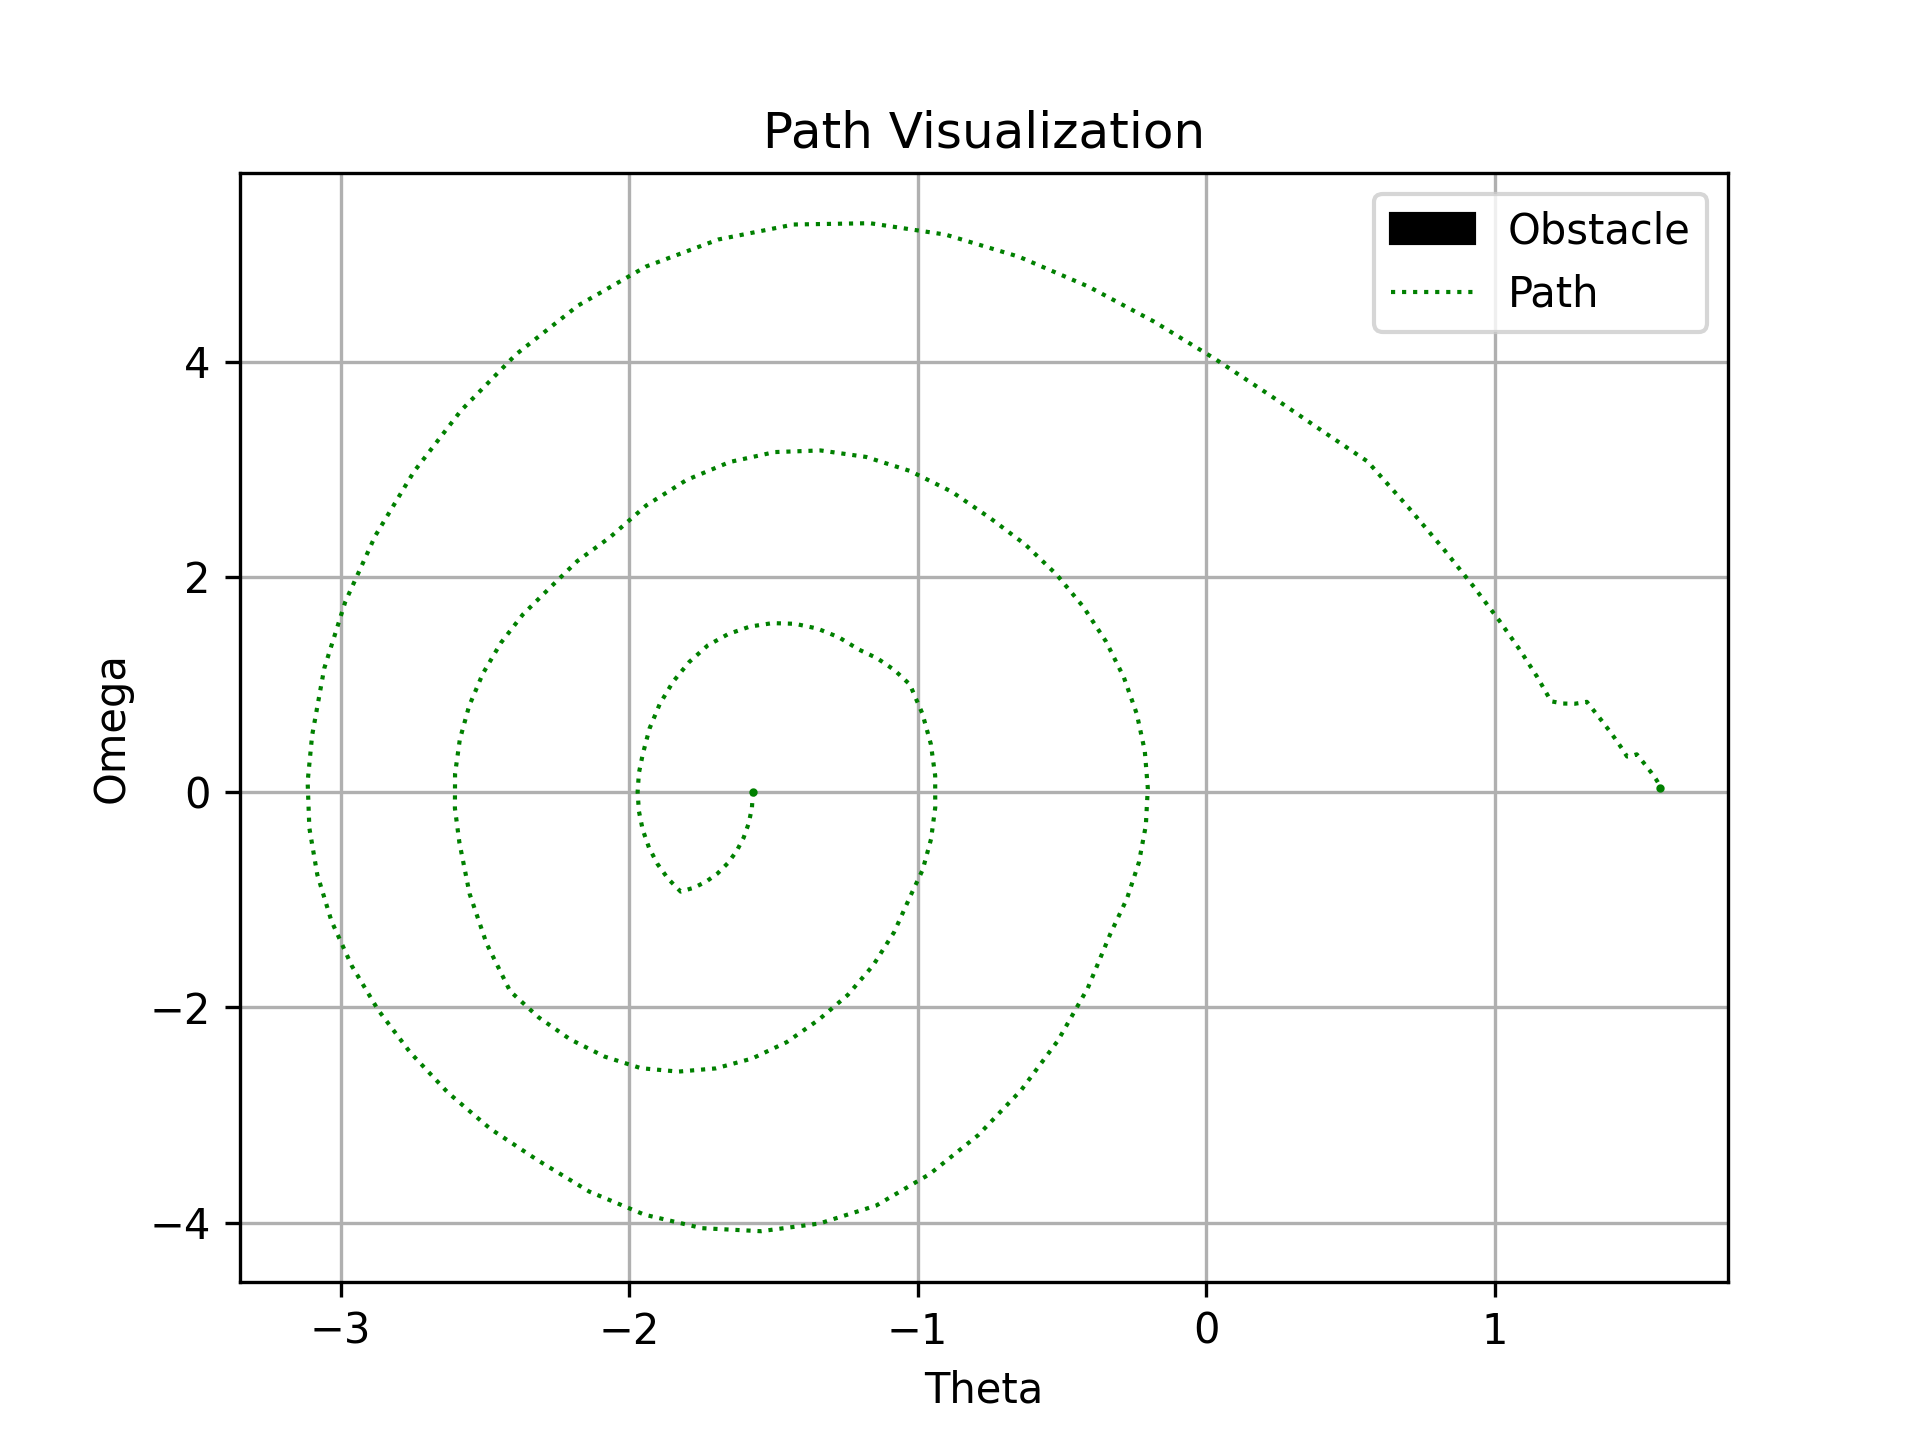 Path Visualization
Obstacle
Path
Omega
4
2
0
−2
−4
−3
−2
−1
0
1
Theta